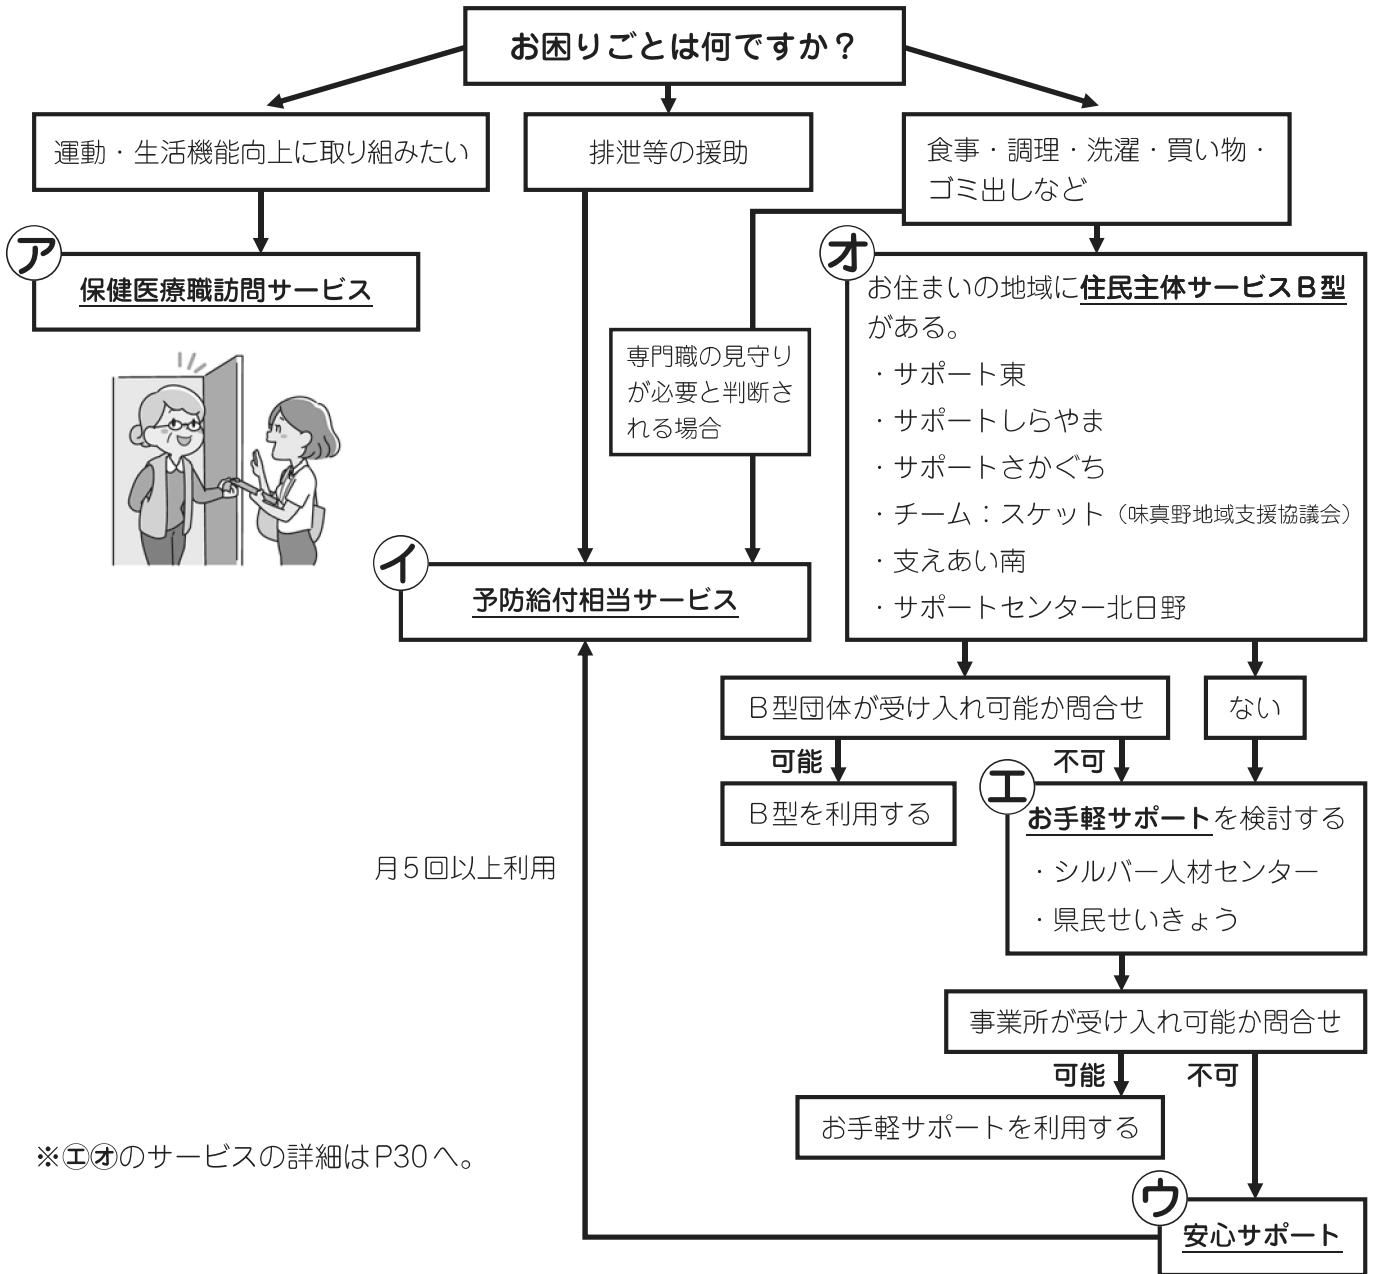 お困りごとは何ですか？
運動・生活機能向上に取り組みたい
排泄等の援助
食事・調理・洗濯・買い物・
ゴミ出しなど
ア
保健医療職訪問サービス
専門職の見守り
が必要と判断さ
れる場合
オ
お住まいの地域に住民主体サービスＢ型
がある。
・サポート東
・サポートしらやま
・サポートさかぐち
・チーム：スケット（味真野地域支援協議会）
・支えあい南
・サポートセンター北日野
イ
予防給付相当サービス
Ｂ型団体が受け入れ可能か問合せ
ない
可能
不可
Ｂ型を利用する
エ
お手軽サポートを検討する
・シルバー人材センター
・県民せいきょう
月５回以上利用
事業所が受け入れ可能か問合せ
可能
不可
お手軽サポートを利用する
※エオのサービスの詳細はP30へ。
ウ
安心サポート